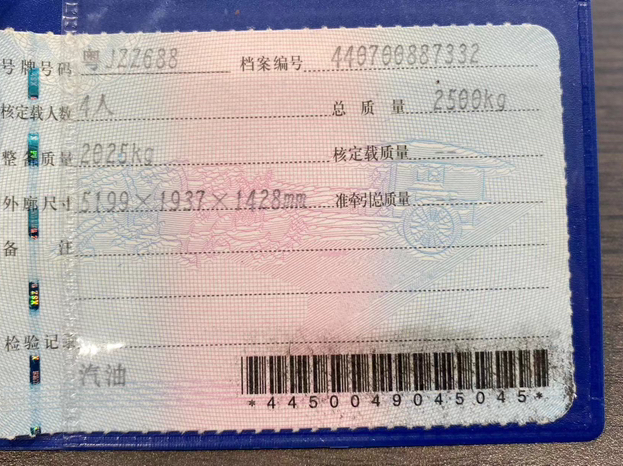 号牌号码 粤JZZ688 档案编号 440700887332
核定载人数 4人 总质量 2500kg
整备质量 2025kg 核定载质量 --
外廓尺寸 5199×1937×1428mm 准牵引总质量 --
备注
检验记录
汽油
*4450049045045*